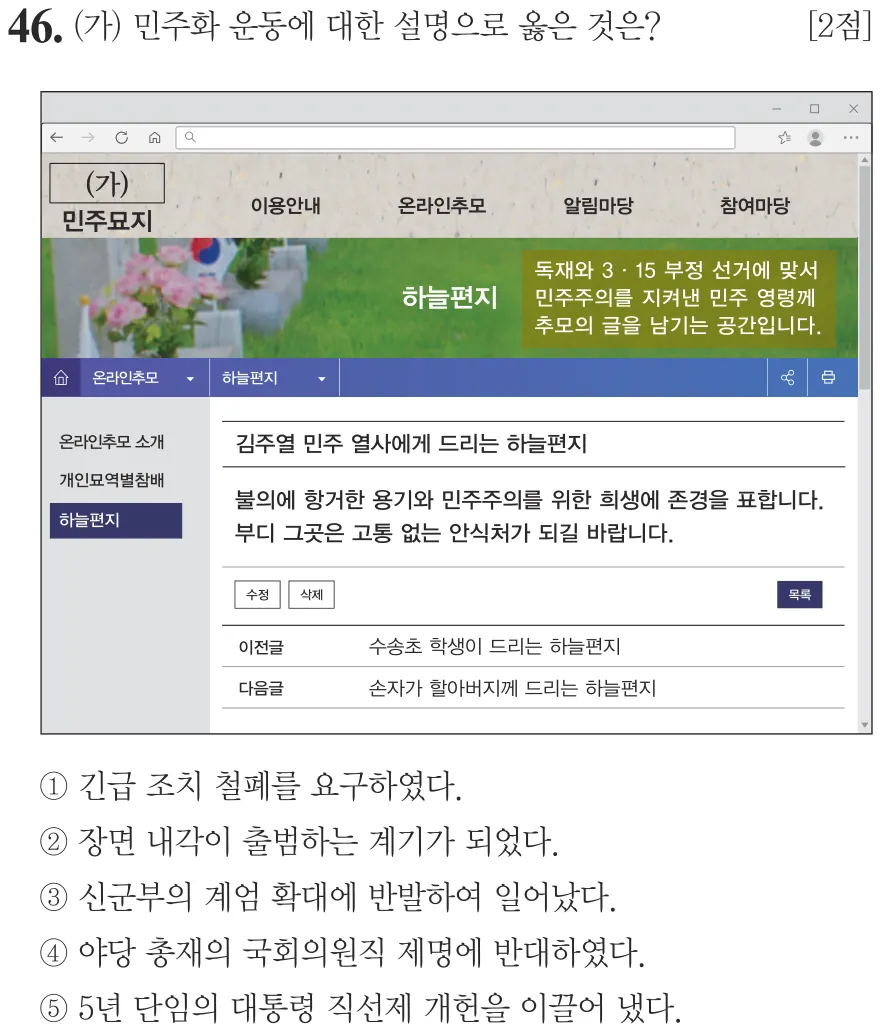 46. (가) 민주화 운동에 대한 설명으로 옳은 것은? [2점]
(가)
민주묘지
이용안내 온라인추모 알림마당 참여마당
하늘편지
독재와 3·15 부정 선거에 맞서
민주주의를 지켜낸 민주 영령께
추모의 글을 남기는 공간입니다.
온라인추모 하늘편지
온라인추모 소개
개인묘역별참배
하늘편지
김주열 민주 열사에게 드리는 하늘편지
불의에 항거한 용기와 민주주의를 위한 희생에 존경을 표합니다.
부디 그곳은 고통 없는 안식처가 되길 바랍니다.
수정 삭제 목록
이전글 수송초 학생이 드리는 하늘편지
다음글 손자가 할아버지께 드리는 하늘편지
① 긴급 조치 철폐를 요구하였다.
② 장면 내각이 출범하는 계기가 되었다.
③ 신군부의 계엄 확대에 반발하여 일어났다.
④ 야당 총재의 국회의원직 제명에 반대하였다.
⑤ 5년 단임의 대통령 직선제 개헌을 이끌어 냈다.